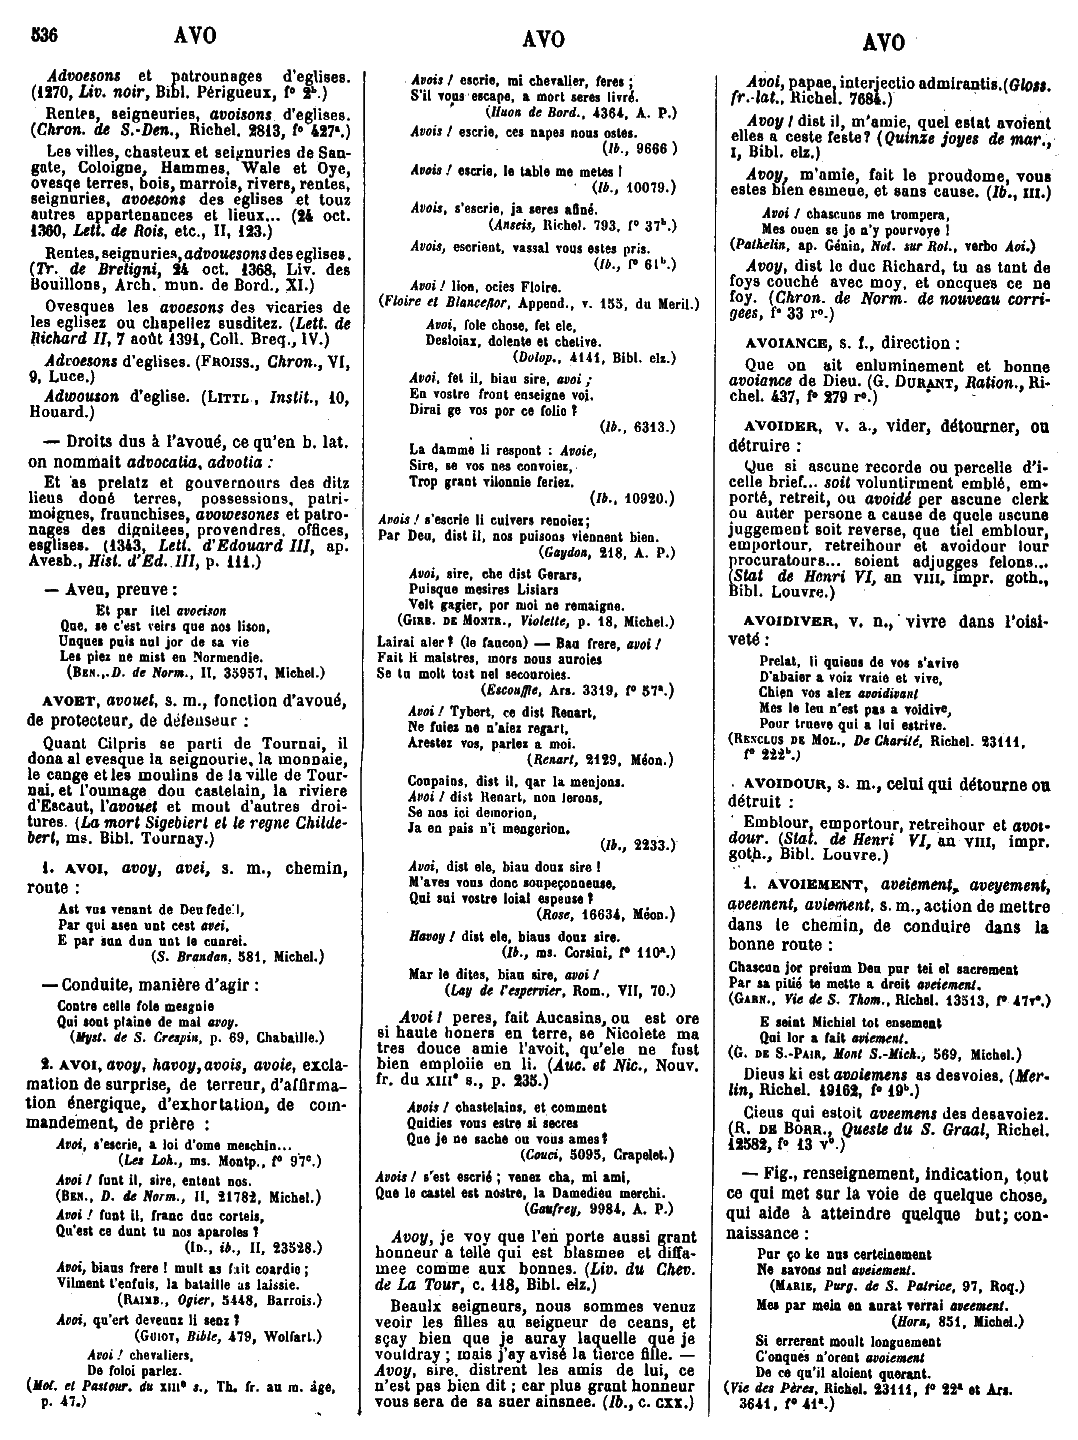 536 AVO AVO AVO
Advoesons et patrounages d'eglises.
(1270, Liv. noir, Bibl. Périgueux, f° 2ᵇ.)
Rentes, seigneuries, avoisons d'eglises.
(Chron. de S.-Den., Richel. 2813, f° 427ᵃ.)
Les villes, chasteux et seignuries de San-
gate, Coloigne, Hammes, Wale et Oye,
ovesqe terres, bois, marrois, rivers, rentes,
seignuries, avoesons des eglises et touz
autres appartenances et lieux... (24 oct.
1360, Lett. de Rois, etc., II, 123.)
Rentes, seignuries, advouesons des eglises.
(Tr. de Bretigni, 24 oct. 1368, Liv. des
Bouillons, Arch. mun. de Bord., XI.)
Ovesques les avoesons des vicaries de
les eglisez ou chapellez susditez. (Lett. de
Richard II, 7 août 1391, Coll. Breq., IV.)
Advoesons d'eglises. (FROISS., Chron., VI,
9, Luce.)
Adwouson d'eglise. (LITTL., Instit., 10,
Houard.)
— Droits dus à l'avoué, ce qu'en b. lat.
on nommait advocatia, advotia :
Et as prelatz et gouvernours des ditz
lieus doné terres, possessions, patri-
moignes, fraunchises, avowesones et patro-
nages des dignitees, provendres, offices,
esglises. (1343, Lett. d'Edouard III, ap.
Avesb., Hist. d'Ed. III, p. 111.)
— Aveu, preuve :
Et par itel avoeison
Que, se c'est veirs que nos lison,
Unques puis nul jor de sa vie
Les piez ne mist en Normendie.
(BEN., D. de Norm., II, 35957, Michel.)
AVOET, avouet, s. m., fonction d'avoué,
de protecteur, de défenseur :
Quant Cilpris se parti de Tournai, il
dona al evesque la seignourie, la monnaie,
le cange et les moulins de la ville de Tour-
nai, et l'oumage dou castelain, la riviere
d'Escaut, l'avouet et mout d'autres droi-
tures. (La mort Sigebiert et le regne Childe-
bert, ms. Bibl. Tournay.)
1. AVOI, avoy, avei, s. m., chemin,
route :
Ast vus venant de Deu fedeil,
Par qui asen unt cest avei,
E par sun dun unt le cunrei.
(S. Brandan, 581, Michel.)
— Conduite, manière d'agir :
Contre celle fole mesgnie
Qui sont plaine de mal avoy.
(Myst. de S. Crespin, p. 69, Chabaille.)
2. AVOI, avoy, havoy, avois, avoie, excla-
mation de surprise, de terreur, d'affirma-
tion énergique, d'exhortation, de com-
mandement, de prière :
Avoi, s'escrie, a loi d'ome meschin...
(Les Loh., ms. Montp., f° 97ᶜ.)
Avoi ! funt il, sire, entent nos.
(BEN., D. de Norm., II, 21782, Michel.)
Avoi ! funt il, franc duc corteis,
Qu'est ce dunt tu nos aparoles ?
(ID., ib., II, 23528.)
Avoi, biaus frere ! mult as fait coardie ;
Vilment t'enfuis, la bataille as laissie.
(RAIMB., Ogier, 5448, Barrois.)
Avoi, qu'ert devenuz li senz ?
(GUIOT, Bible, 479, Wolfart.)
Avoi ! chevaliers,
De foloi parlez.
(Mot. et Pastour. du XIIIᵉ s., Th. fr. au m. âge,
p. 47.)
Avois ! escrie, mi chevalier, feres ;
S'il vous escape, a mort seres livré.
(Huon de Bord., 4364, A. P.)
Avois ! escrie, ces napes nous ostes.
(Ib., 9666)
Avois ! escrie, le table me metes !
(Ib., 10079.)
Avois, s'escrie, ja seres afiné.
(Anseis, Richel. 793, f° 37ᵇ.)
Avois, escrient, vassal vous estes pris.
(Ib., f° 61ᵇ.)
Avoi ! lion, ocies Floire.
(Floire et Blanceflor, Append., v. 155, du Meril.)
Avoi, fole chose, fet ele,
Desloiax, dolente et chetive.
(Dolop., 4141, Bibl. elz.)
Avoi, fet il, biau sire, avoi ;
En vostre front enseigne voi.
Dirai ge vos por ce folie ?
(Ib., 6313.)
La damme li respont : Avoie,
Sire, se vos nes convoiez,
Trop grant vilonnie feriez.
(Ib., 10920.)
Avois ! s'escrie li cuivers renoiez ;
Par Deu, dist il, nos puisons viennent bien.
(Gaydon, 218, A. P.)
Avoi, sire, che dist Gerars,
Puisque mesires Lisiars
Velt gagier, por moi ne remaigne.
(GIRB. DE MONTR., Violette, p. 18, Michel.)
Lairai aler ? (le faucon) — Bau frere, avoi !
Fait li maistres, mors nous auroies
Se tu molt tost nel secouroies.
(Escouffle, Ars. 3319, f° 57ᵃ.)
Avoi ! Tybert, ce dist Renart,
Ne fuiez ne n'aiez regart,
Arestez vos, parlez a moi.
(Renart, 2129, Méon.)
Conpains, dist il, qar la menjons.
Avoi ! dist Renart, non ferons,
Se nos ici demorion,
Ja en pais n'i mengerion.
(Ib., 2233.)
Avoi, dist ele, biau douz sire !
M'aves vous donc soupeçonneuse,
Qui sui vostre loial espeuse ?
(Rose, 16634, Méon.)
Havoy ! dist ele, biaus douz sire.
(Ib., ms. Corsini, f° 110ᵃ.)
Mar le dites, biau sire, avoi !
(Lay de l'espervier, Rom., VII, 70.)
Avoi ! peres, fait Aucasins, ou est ore
si haute honers en terre, se Nicolete ma
tres douce amie l'avoit, qu'ele ne fust
bien emploiie en li. (Auc. et Nic., Nouv.
fr. du XIIIᵉ s., p. 235.)
Avois ! chastelains, et comment
Quidies vous estre si secres
Que je ne sache ou vous ames ?
(Couci, 5095, Crapelet.)
Avois ! s'est escrié ; venez cha, mi ami,
Que le castel est nostre, la Damedieu merchi.
(Gaufrey, 9984, A. P.)
Avoy, je voy que l'en porte aussi grant
honneur a telle qui est blasmee et diffa-
mee comme aux bonnes. (Liv. du Chev.
de La Tour, c. 118, Bibl. elz.)
Beaulx seigneurs, nous sommes venuz
veoir les filles au seigneur de ceans, et
sçay bien que je auray laquelle que je
vouldray ; mais j'ay avisé la tierce fille. —
Avoy, sire, distrent les amis de lui, ce
n'est pas bien dit ; car plus grant honneur
vous sera de sa suer ainsnee. (Ib., c. CXX.)
Avoi, papae, interjectio admirantis. (Gloss.
fr.-lat., Richel. 7684.)
Avoy ! dist il, m'amie, quel estat avoient
elles a ceste feste ? (Quinze joyes de mar.,
I, Bibl. elz.)
Avoy, m'amie, fait le proudome, vous
estes bien esmeue, et sans cause. (Ib., III.)
Avoi ! chascuns me trompera,
Mes ouen se je n'y pourvoye !
(Pathelin, ap. Génin, Not. sur Rol., verbo Aoi.)
Avoy, dist le duc Richard, tu as tant de
foys couché avec moy, et oncques ce ne
foy. (Chron. de Norm. de nouveau corri-
gees, f° 33 r°.)
AVOIANCE, s. f., direction :
Que on ait enluminement et bonne
avoiance de Dieu. (G. DURANT, Ration., Ri-
chel. 437, f° 279 r°.)
AVOIDER, v. a., vider, détourner, ou
détruire :
Que si ascune recorde ou percelle d'i-
celle brief... soit voluntirment emblé, em-
porté, retreit, ou avoidé per ascune clerk
ou auter persone a cause de quele uscune
juggement soit reverse, que tiel emblour,
emportour, retreihour et avoidour lour
procuratours... soient adjugges felons...
(Stat de Henri VI, an VIII, impr. goth.,
Bibl. Louvre.)
AVOIDIVER, v. n., vivre dans l'oisi-
veté :
Prelat, li quiens de vos s'avive
D'abaier a voiz vraie et vive,
Chien vos alez avoidivant
Mes le leu n'est pas a voidive,
Pour trueve qui a lui estrive.
(RENCLUS DE MOL., De Charité, Richel. 23111,
f° 222ᵇ.)
AVOIDOUR, s. m., celui qui détourne ou
détruit :
Emblour, emportour, retreihour et avoi-
dour. (Stat. de Henri VI, an VIII, impr.
goth., Bibl. Louvre.)
1. AVOIEMENT, aveiement, aveyement,
aveement, aviement, s. m., action de mettre
dans le chemin, de conduire dans la
bonne route :
Chascun jor preium Deu pur tei el sacrement
Par sa pitié te mette a dreit aveiement.
(GARN., Vie de S. Thom., Richel. 13513, f° 47r°.)
E seint Michiel tot ensement
Qui lor a fait aviement.
(G. DE S.-PAIR, Mont S.-Mich., 569, Michel.)
Dieus ki est avoiemens as desvoies. (Mer-
lin, Richel. 19162, f° 19ᵇ.)
Cieus qui estoit aveemens des desavoiez.
(R. DE BORR., Queste du S. Graal, Richel.
12582, f° 13 v°.)
— Fig., renseignement, indication, tout
ce qui met sur la voie de quelque chose,
qui aide à atteindre quelque but ; con-
naissance :
Pur ço ke nus certeinement
Ne savons nul aveiement.
(MARIE, Purg. de S. Patrice, 97, Roq.)
Mes par mein en aurat verrai aveement.
(Horn, 851, Michel.)
Si errerent moult longuement
C'onques n'orent avoiement
De ce qu'il aloient querant.
(Vie des Pères, Richel. 23111, f° 22ᵃ et Ars.
3641, f° 41ᵃ.)